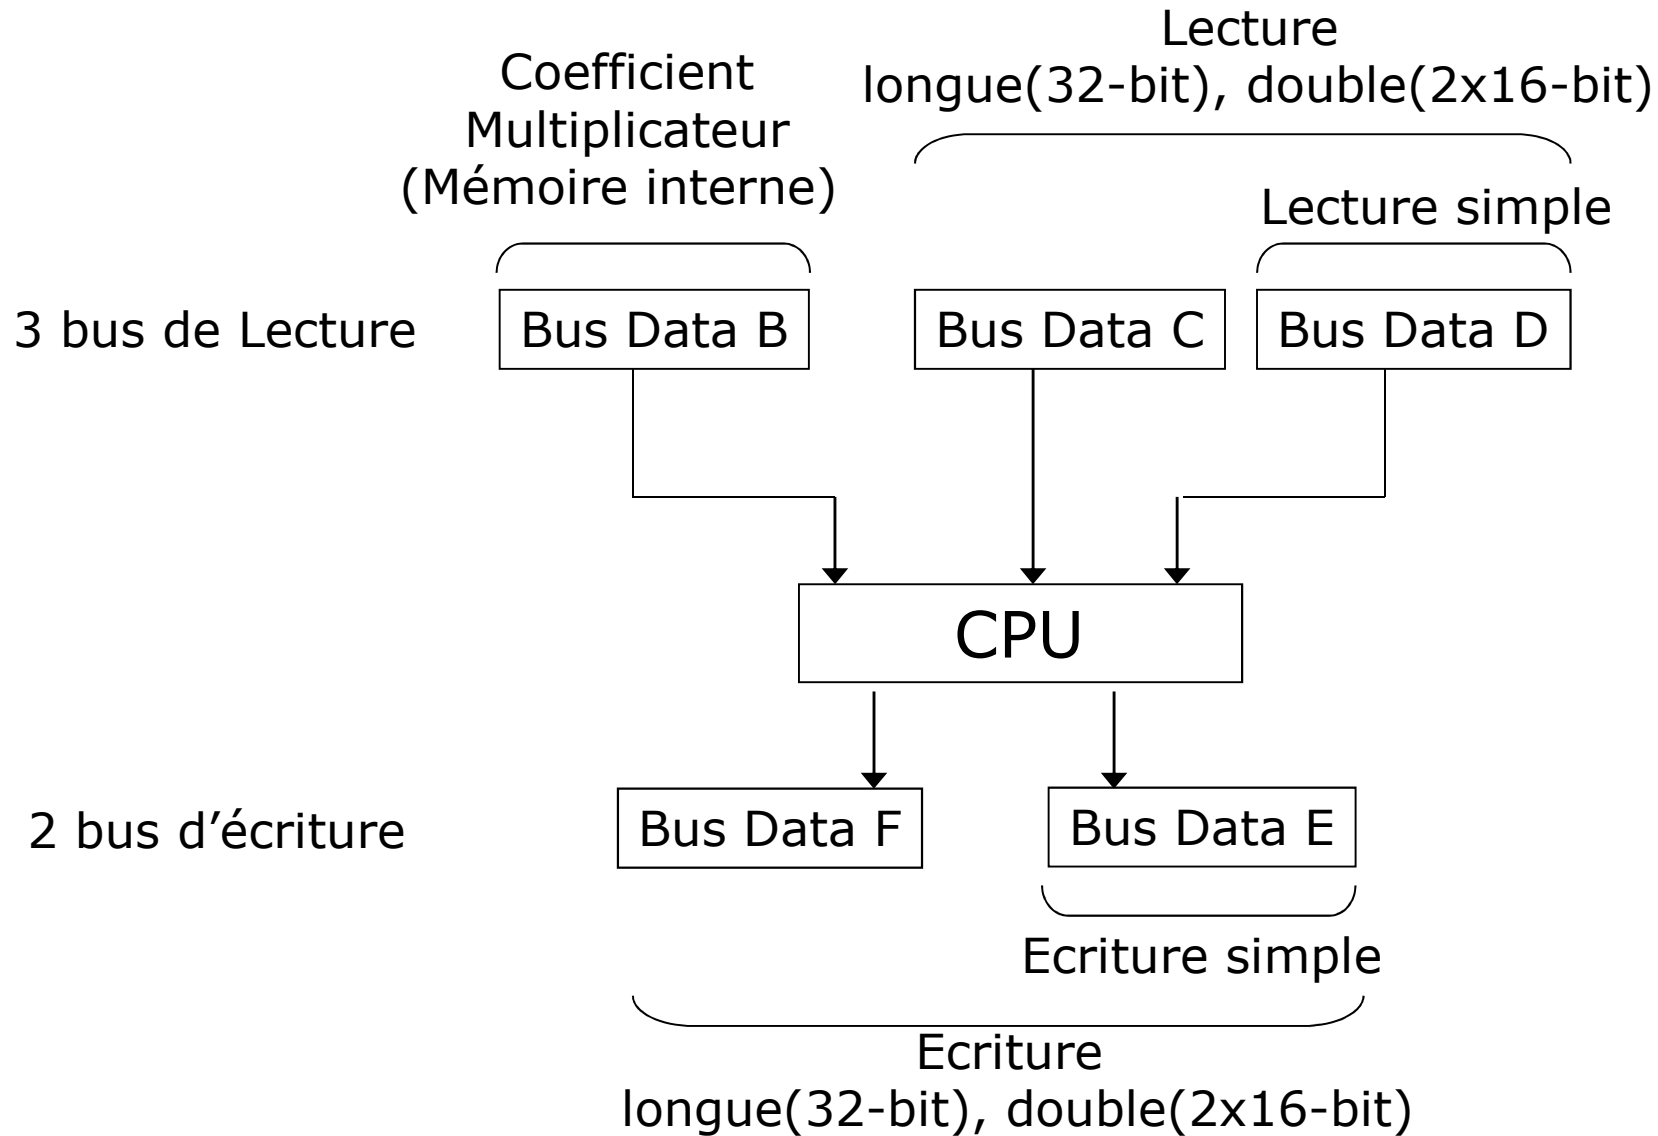 Lecture
longue(32-bit), double(2x16-bit)
Coefficient
Multiplicateur
(Mémoire interne)
Lecture simple
3 bus de Lecture
Bus Data B
Bus Data C
Bus Data D
CPU
2 bus d’écriture
Bus Data F
Bus Data E
Ecriture simple
Ecriture
longue(32-bit), double(2x16-bit)